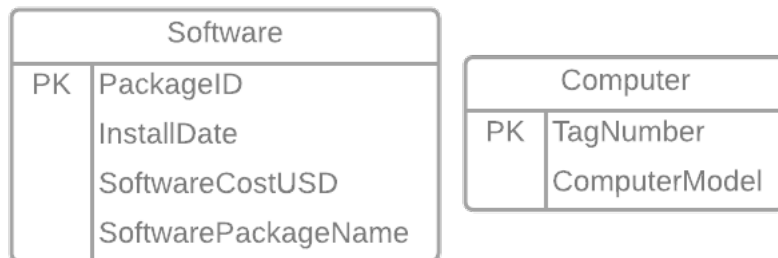 Software
PK PackageID
InstallDate
SoftwareCostUSD
SoftwarePackageName
Computer
PK TagNumber
ComputerModel